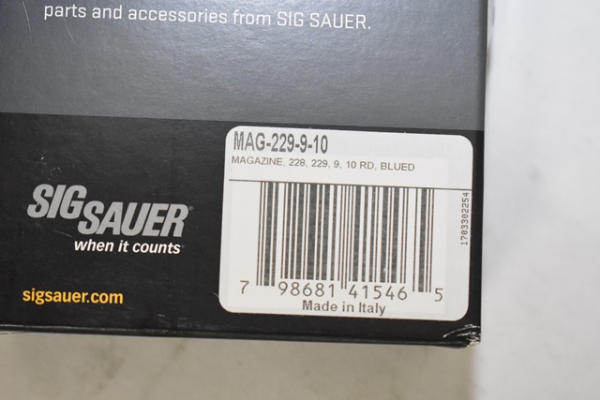 parts and accessories from SIG SAUER.
MAG-229-9-10
MAGAZINE, 228, 229, 9, 10 RD, BLUED
1703302254
SIG SAUER®
when it counts
7 98681 41546 5
Made in Italy
sigsauer.com